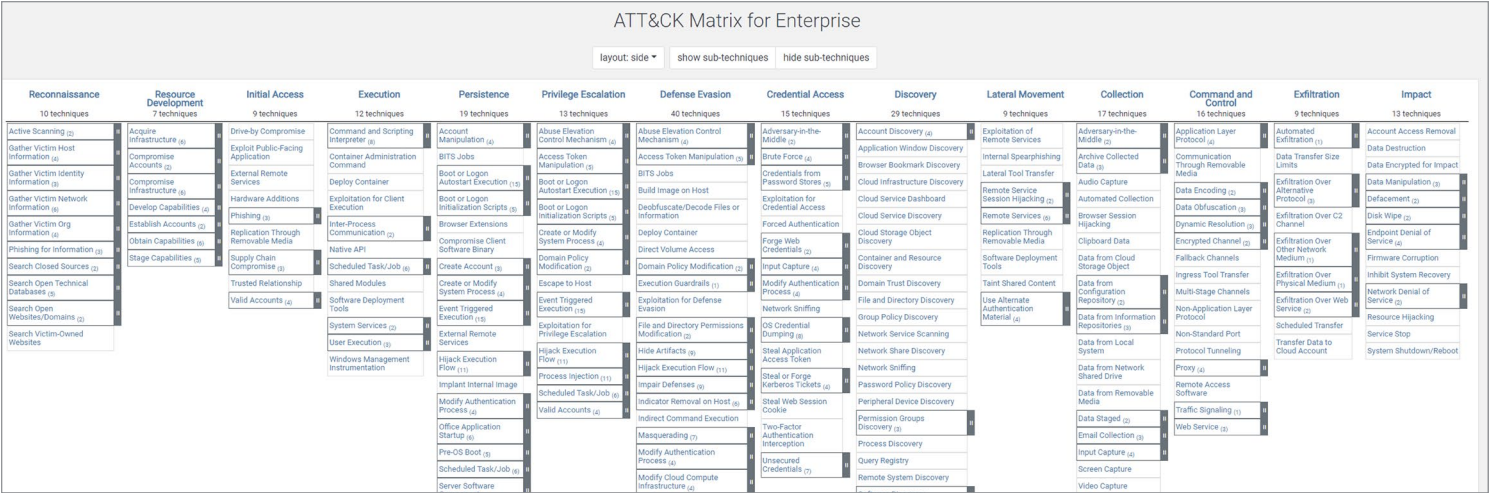 ATT&CK Matrix for Enterprise
layout: side
show sub-techniques
hide sub-techniques
Reconnaissance
10 techniques
Active Scanning (2)
Gather Victim Host
Information (4)
Gather Victim Identity
Information (3)
Gather Victim Network
Information (6)
Gather Victim Org
Information (4)
Phishing for Information (3)
Search Closed Sources (2)
Search Open Technical
Databases (5)
Search Open
Websites/Domains (2)
Search Victim-Owned
Websites
Resource
Development
7 techniques
Acquire
Infrastructure (6)
Compromise
Accounts (2)
Compromise
Infrastructure (6)
Develop Capabilities (4)
Establish Accounts (2)
Obtain Capabilities (6)
Stage Capabilities (5)
Initial Access
9 techniques
Drive-by Compromise
Exploit Public-Facing
Application
External Remote
Services
Hardware Additions
Phishing (3)
Replication Through
Removable Media
Supply Chain
Compromise (3)
Trusted Relationship
Valid Accounts (4)
Execution
12 techniques
Command and Scripting
Interpreter (8)
Container Administration
Command
Deploy Container
Exploitation for Client
Execution
Inter-Process
Communication (2)
Native API
Scheduled Task/Job (6)
Shared Modules
Software Deployment
Tools
System Services (2)
User Execution (3)
Windows Management
Instrumentation
Persistence
19 techniques
Account
Manipulation (4)
BITS Jobs
Boot or Logon
Autostart Execution (15)
Boot or Logon
Initialization Scripts (5)
Browser Extensions
Compromise Client
Software Binary
Create Account (3)
Create or Modify
System Process (4)
Event Triggered
Execution (15)
External Remote
Services
Hijack Execution
Flow (11)
Implant Internal Image
Modify Authentication
Process (4)
Office Application
Startup (6)
Pre-OS Boot (5)
Scheduled Task/Job (6)
Server Software
Privilege Escalation
13 techniques
Abuse Elevation
Control Mechanism (4)
Access Token
Manipulation (5)
Boot or Logon
Autostart Execution (15)
Boot or Logon
Initialization Scripts (5)
Create or Modify
System Process (4)
Domain Policy
Modification (2)
Escape to Host
Event Triggered
Execution (15)
Exploitation for
Privilege Escalation
Hijack Execution
Flow (11)
Process Injection (11)
Scheduled Task/Job (6)
Valid Accounts (4)
Defense Evasion
40 techniques
Abuse Elevation Control
Mechanism (4)
Access Token Manipulation (5)
BITS Jobs
Build Image on Host
Deobfuscate/Decode Files or
Information
Deploy Container
Direct Volume Access
Domain Policy Modification (2)
Execution Guardrails (1)
Exploitation for Defense
Evasion
File and Directory Permissions
Modification (2)
Hide Artifacts (9)
Hijack Execution Flow (11)
Impair Defenses (9)
Indicator Removal on Host (6)
Indirect Command Execution
Masquerading (7)
Modify Authentication
Process (4)
Modify Cloud Compute
Infrastructure (4)
Credential Access
15 techniques
Adversary-in-the-
Middle (2)
Brute Force (4)
Credentials from
Password Stores (5)
Exploitation for
Credential Access
Forced Authentication
Forge Web
Credentials (2)
Input Capture (4)
Modify Authentication
Process (4)
Network Sniffing
OS Credential
Dumping (8)
Steal Application
Access Token
Steal or Forge
Kerberos Tickets (4)
Steal Web Session
Cookie
Two-Factor
Authentication
Interception
Unsecured
Credentials (7)
Discovery
29 techniques
Account Discovery (4)
Application Window Discovery
Browser Bookmark Discovery
Cloud Infrastructure Discovery
Cloud Service Dashboard
Cloud Service Discovery
Cloud Storage Object
Discovery
Container and Resource
Discovery
Domain Trust Discovery
File and Directory Discovery
Group Policy Discovery
Network Service Scanning
Network Share Discovery
Network Sniffing
Password Policy Discovery
Peripheral Device Discovery
Permission Groups
Discovery (3)
Process Discovery
Query Registry
Remote System Discovery
Lateral Movement
9 techniques
Exploitation of
Remote Services
Internal Spearphishing
Lateral Tool Transfer
Remote Service
Session Hijacking (2)
Remote Services (6)
Replication Through
Removable Media
Software Deployment
Tools
Taint Shared Content
Use Alternate
Authentication
Material (4)
Collection
17 techniques
Adversary-in-the-
Middle (2)
Archive Collected
Data (3)
Audio Capture
Automated Collection
Browser Session
Hijacking
Clipboard Data
Data from Cloud
Storage Object
Data from
Configuration
Repository (2)
Data from Information
Repositories (3)
Data from Local
System
Data from Network
Shared Drive
Data from Removable
Media
Data Staged (2)
Email Collection (3)
Input Capture (4)
Screen Capture
Video Capture
Command and
Control
16 techniques
Application Layer
Protocol (4)
Communication
Through Removable
Media
Data Encoding (2)
Data Obfuscation (3)
Dynamic Resolution (3)
Encrypted Channel (2)
Fallback Channels
Ingress Tool Transfer
Multi-Stage Channels
Non-Application Layer
Protocol
Non-Standard Port
Protocol Tunneling
Proxy (4)
Remote Access
Software
Traffic Signaling (1)
Web Service (3)
Exfiltration
9 techniques
Automated
Exfiltration (1)
Data Transfer Size
Limits
Exfiltration Over
Alternative
Protocol (3)
Exfiltration Over C2
Channel
Exfiltration Over
Other Network
Medium (1)
Exfiltration Over
Physical Medium (1)
Exfiltration Over Web
Service (2)
Scheduled Transfer
Transfer Data to
Cloud Account
Impact
13 techniques
Account Access Removal
Data Destruction
Data Encrypted for Impact
Data Manipulation (3)
Defacement (2)
Disk Wipe (2)
Endpoint Denial of
Service (4)
Firmware Corruption
Inhibit System Recovery
Network Denial of
Service (2)
Resource Hijacking
Service Stop
System Shutdown/Reboot